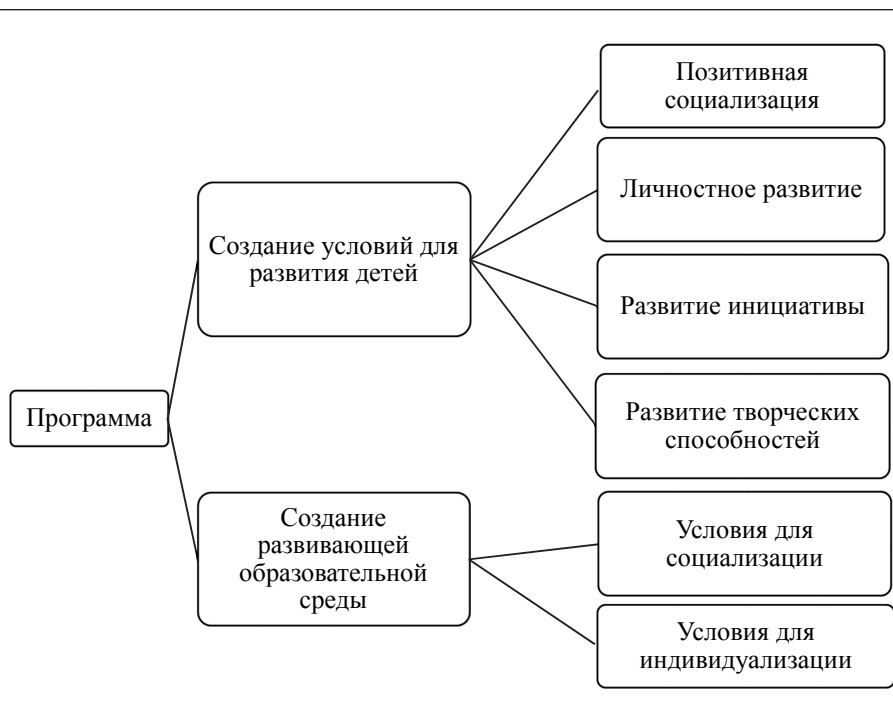 Программа
Создание условий для
развития детей
Позитивная
социализация
Личностное развитие
Развитие инициативы
Развитие творческих
способностей
Создание
развивающей
образовательной
среды
Условия для
социализации
Условия для
индивидуализации